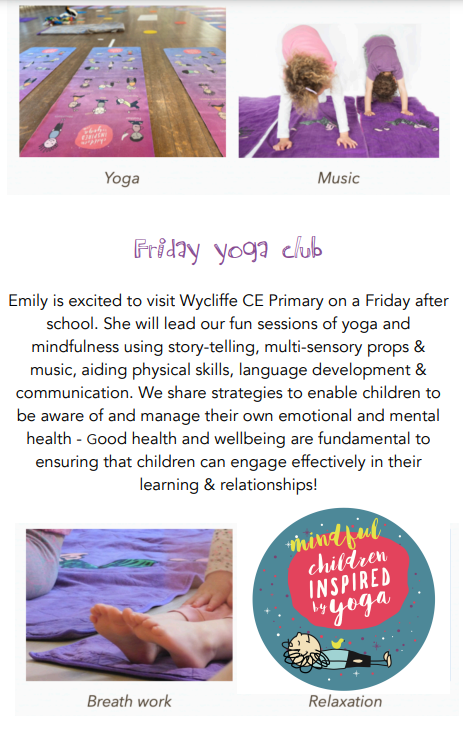 Yoga
Music
Friday yoga club
Emily is excited to visit Wycliffe CE Primary on a Friday after
school. She will lead our fun sessions of yoga and
mindfulness using story-telling, multi-sensory props &
music, aiding physical skills, language development &
communication. We share strategies to enable children to
be aware of and manage their own emotional and mental
health - Good health and wellbeing are fundamental to
ensuring that children can engage effectively in their
learning & relationships!
mindful
children
INSPIRED
by yoga
Breath work
Relaxation